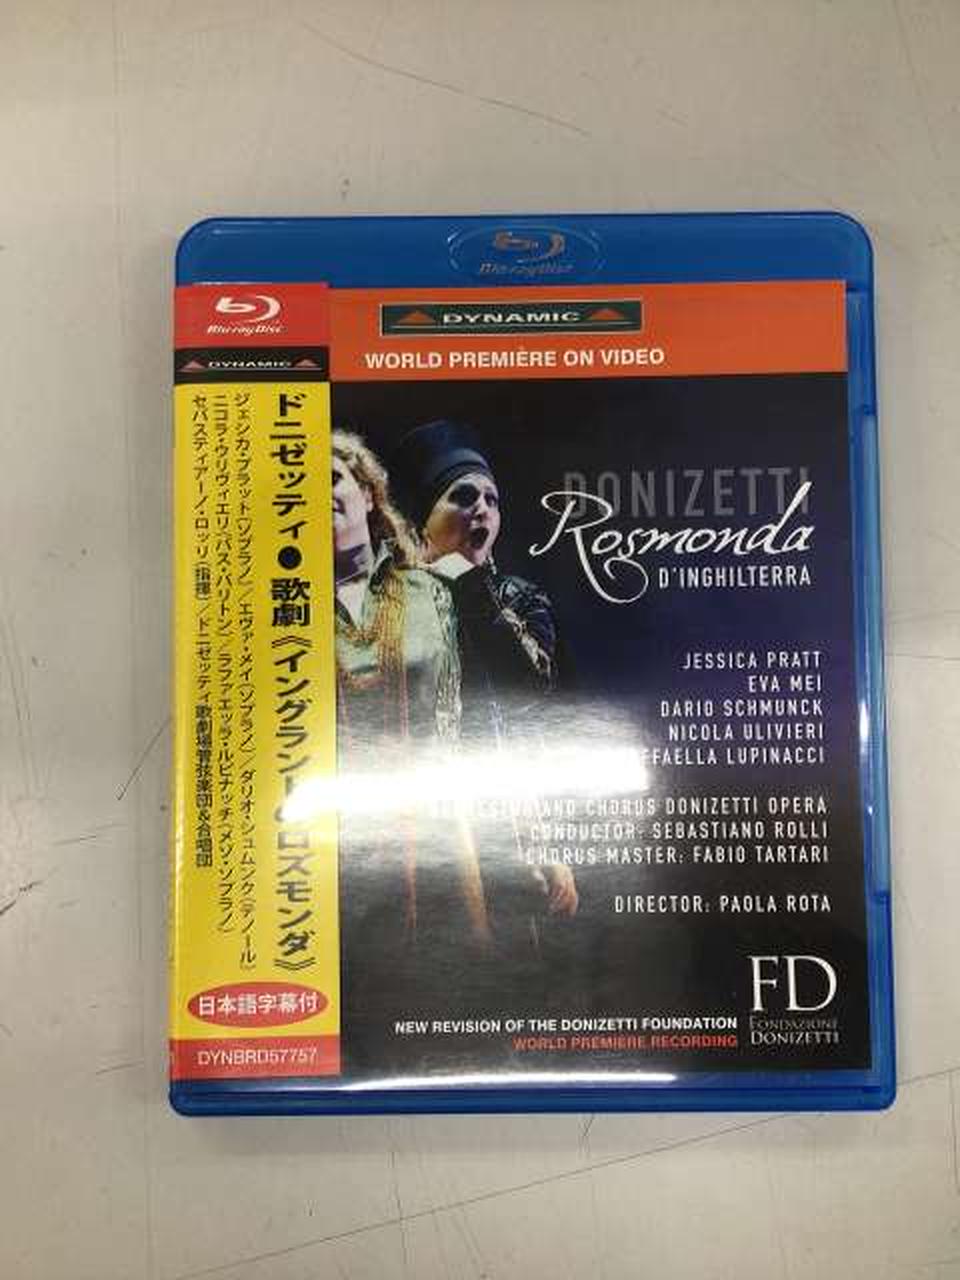 Blu-ray Disc
Blu-ray Disc
DYNAMIC
DYNAMIC
WORLD PREMIÈRE ON VIDEO
ドニゼッティ●歌劇《イングランドのロズモンダ》
ジェシカ・プラット(ソプラノ)／エヴァ・メイ(ソプラノ)／ダリオ・シュムンク(テノール)
ニコラ・ウリヴィエリ(バス・バリトン)／ラファエッラ・ルピナッチ(メゾ・ソプラノ)
セバスティアーノ・ロッリ(指揮)／ドニゼッティ歌劇場管弦楽団&合唱団
日本語字幕付
DYNBRD57757
DONIZETTI
Rosmonda
D'INGHILTERRA
JESSICA PRATT
EVA MEI
DARIO SCHMUNCK
NICOLA ULIVIERI
LUPINACCI
AND CHORUS DONIZETTI OPERA
CONDUCTOR: SEBASTIANO ROLLI
CHORUS MASTER: FABIO TARTARI
DIRECTOR: PAOLA ROTA
FD
FONDAZIONE
DONIZETTI
NEW REVISION OF THE DONIZETTI FOUNDATION
WORLD PREMIERE RECORDING